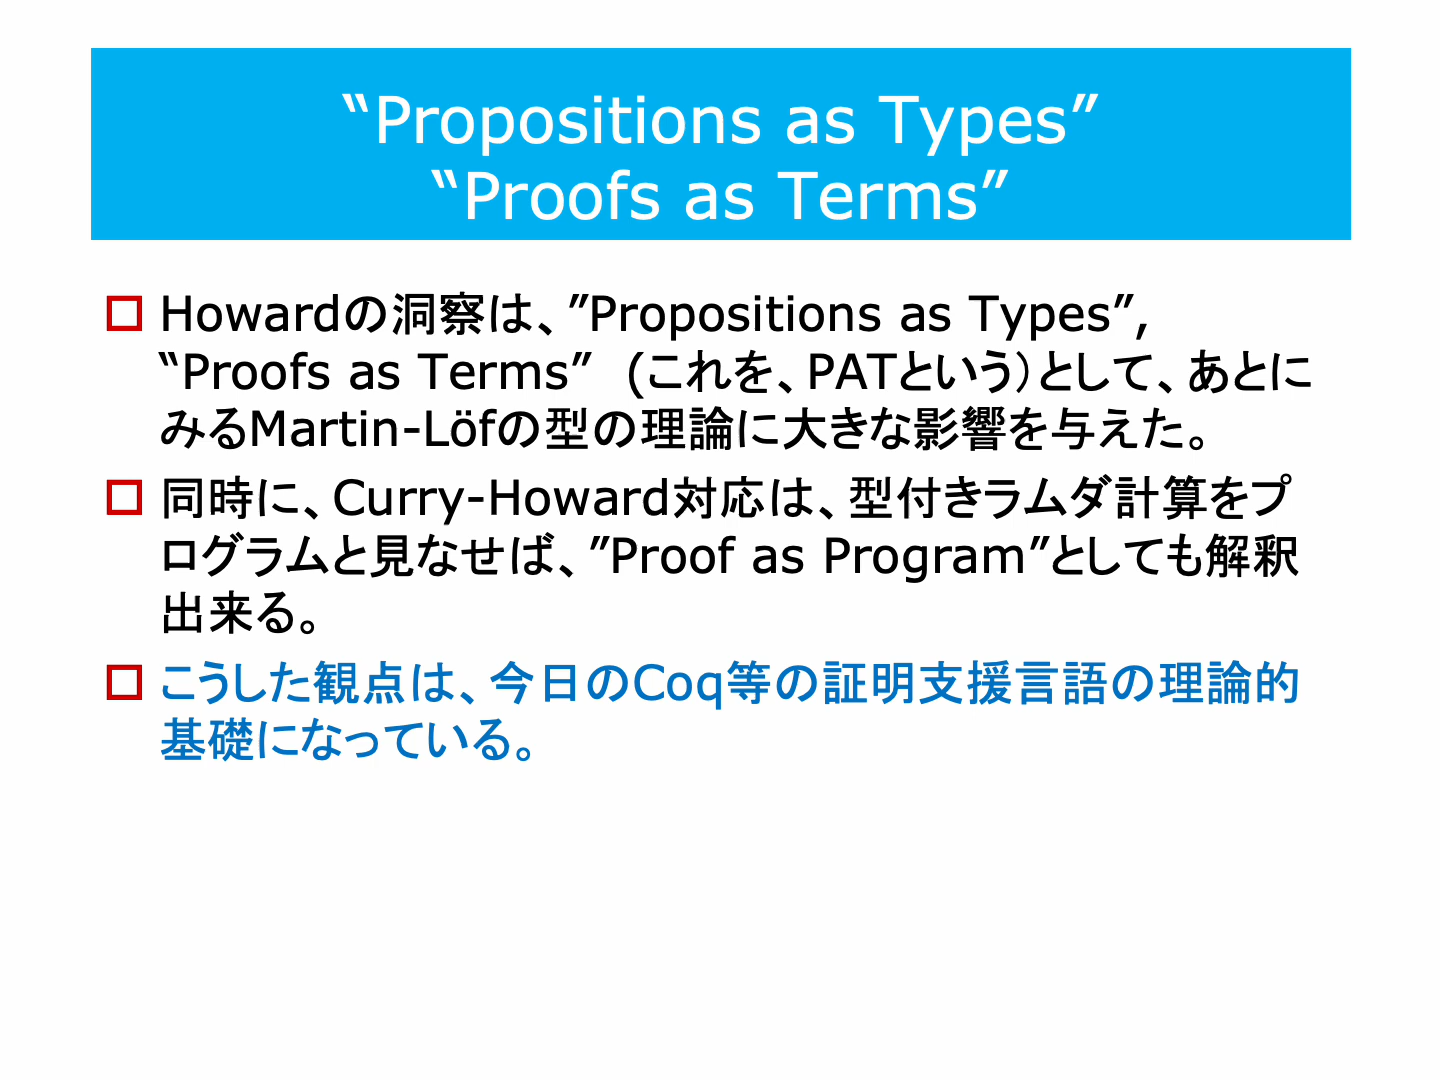 “Propositions as Types”
“Proofs as Terms”
Howardの洞察は、”Propositions as Types”,
“Proofs as Terms” (これを、PATという）として、あとに
みるMartin-Löfの型の理論に大きな影響を与えた。
同時に、Curry-Howard対応は、型付きラムダ計算をプ
ログラムと見なせば、”Proof as Program”としても解釈
出来る。
こうした観点は、今日のCoq等の証明支援言語の理論的
基礎になっている。